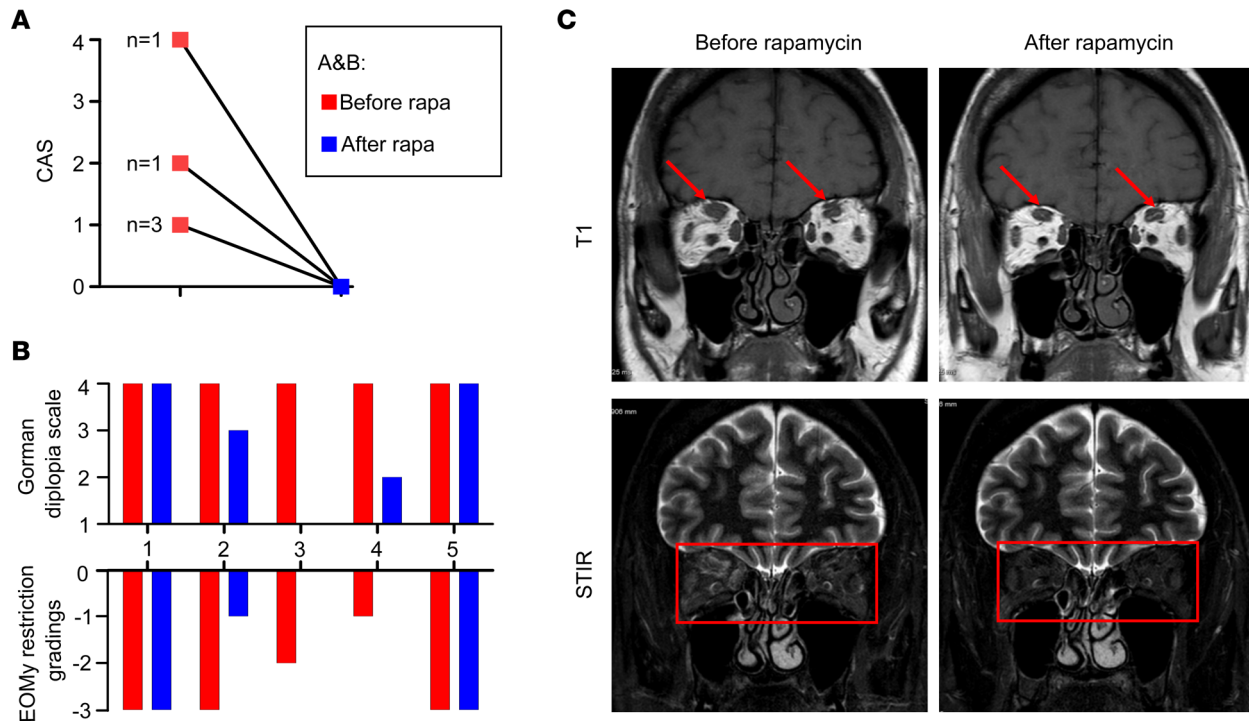 A
CAS
4
3
2
1
0
n=1
n=1
n=3
A&B:
Before rapa
After rapa
B
Gorman
diplopia scale
4
3
2
1
1 2 3 4 5
EOMy restriction
gradings
0
-1
-2
-3
C
Before rapamycin After rapamycin
T1
STIR
906 mm